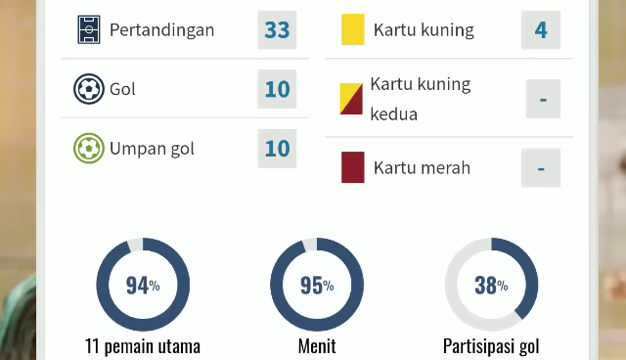 Pertandingan 33
Gol 10
Umpan gol 10
Kartu kuning 4
Kartu kuning
kedua -
Kartu merah -
94%
11 pemain utama
95%
Menit
38%
Partisipasi gol